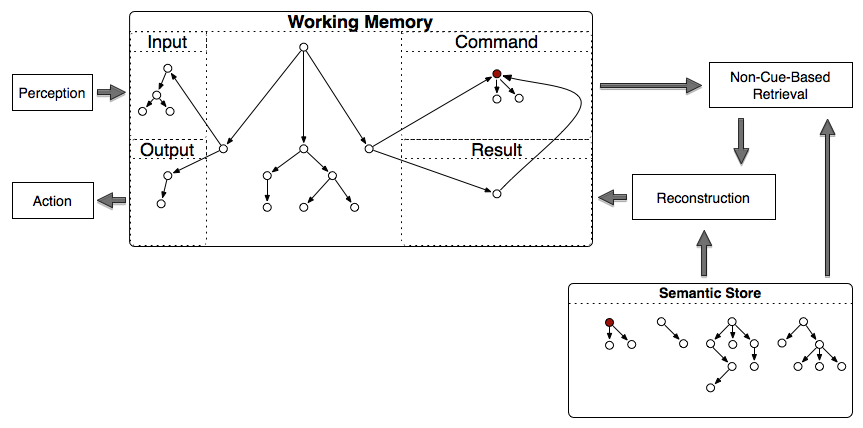 Working Memory
Input
Command
Perception
Non-Cue-Based
Retrieval
Output
Result
Action
Reconstruction
Semantic Store